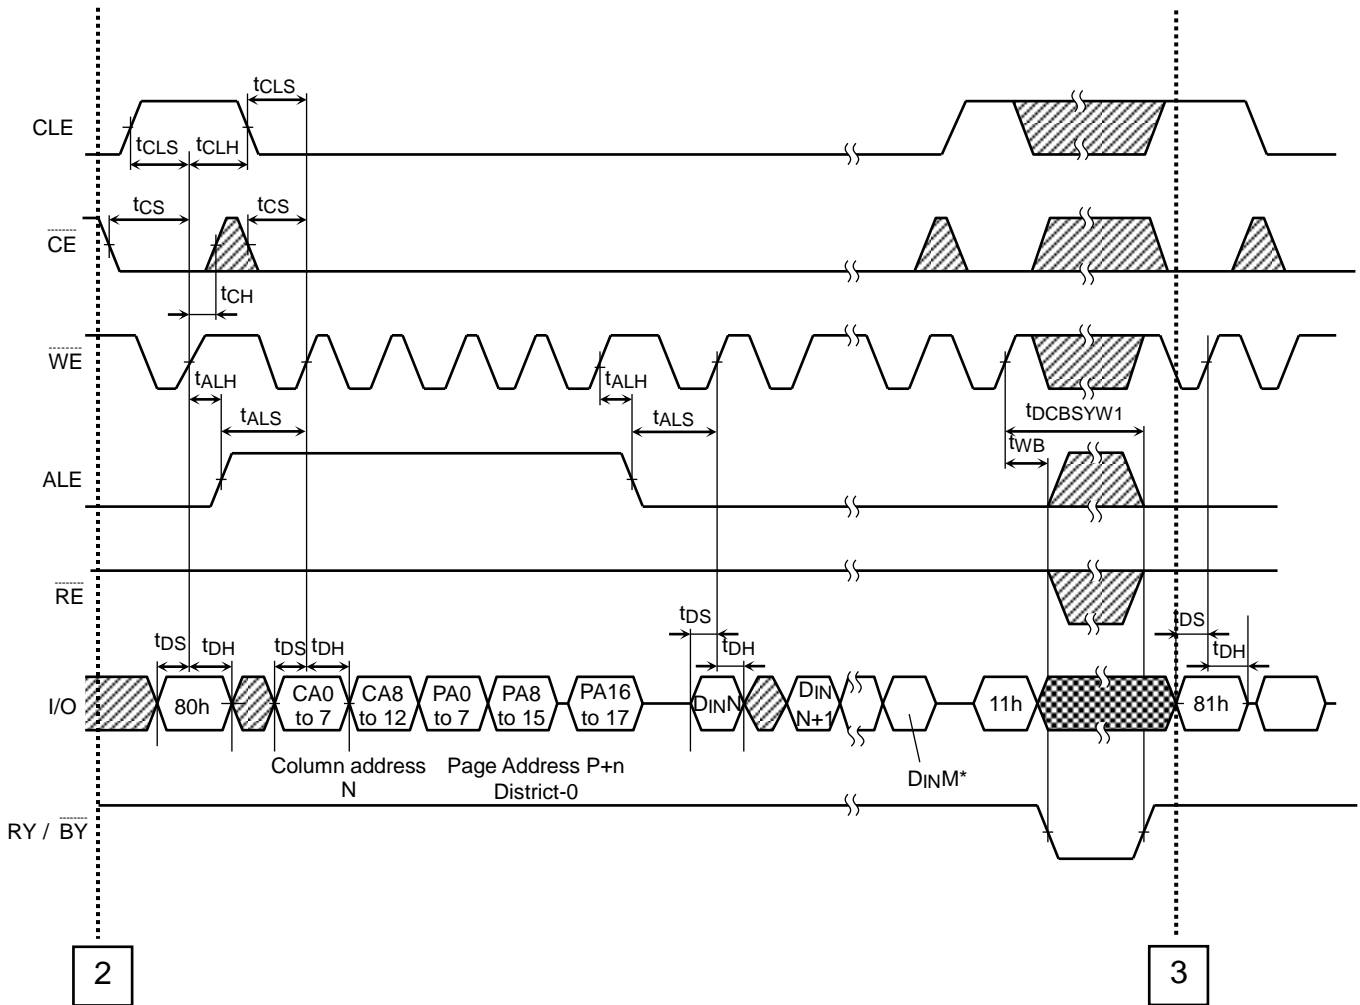 tCLS
CLE
tCLS tCLH
tCS tCS
CE
tCH
WE
tALH tALH
tALS tALS tDCBSYW1
tWB
ALE
RE
tDS tDH tDS tDH tDS tDH tDS tDH
I/O 80h CA0 to 7 CA8 to 12 PA0 to 7 PA8 to 15 PA16 to 17 DINN DIN N+1 11h 81h
Column address N
Page Address P+n
District-0
DINM*
RY / BY
2 3